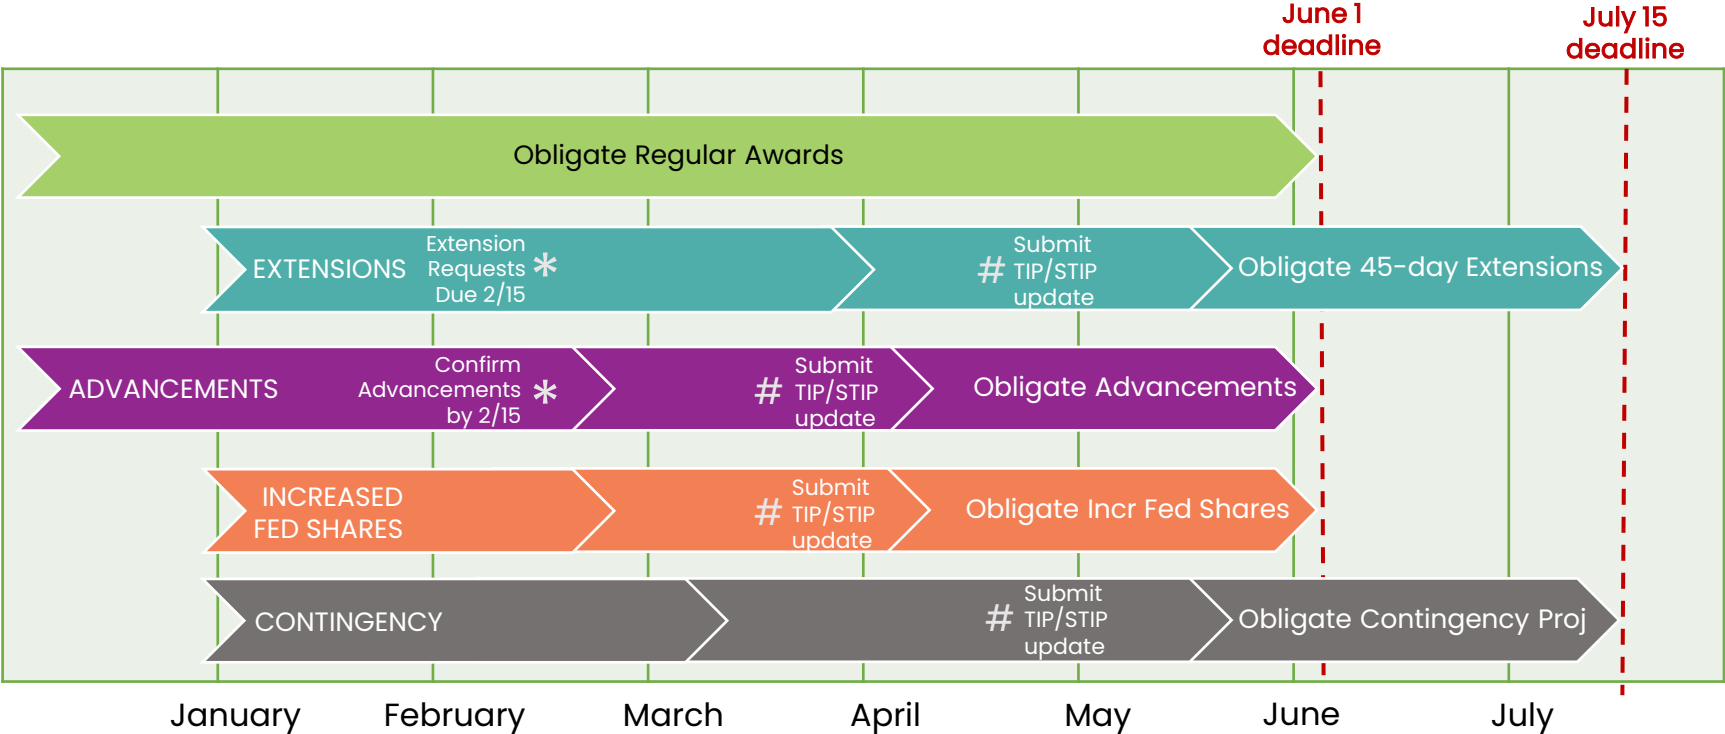 June 1
deadline
July 15
deadline
Obligate Regular Awards
EXTENSIONS
Extension
Requests *
Due 2/15
# Submit
TIP/STIP
update
Obligate 45-day Extensions
ADVANCEMENTS
Confirm
Advancements *
by 2/15
# Submit
TIP/STIP
update
Obligate Advancements
INCREASED
FED SHARES
# Submit
TIP/STIP
update
Obligate Incr Fed Shares
CONTINGENCY
# Submit
TIP/STIP
update
Obligate Contingency Proj
January February March April May June July